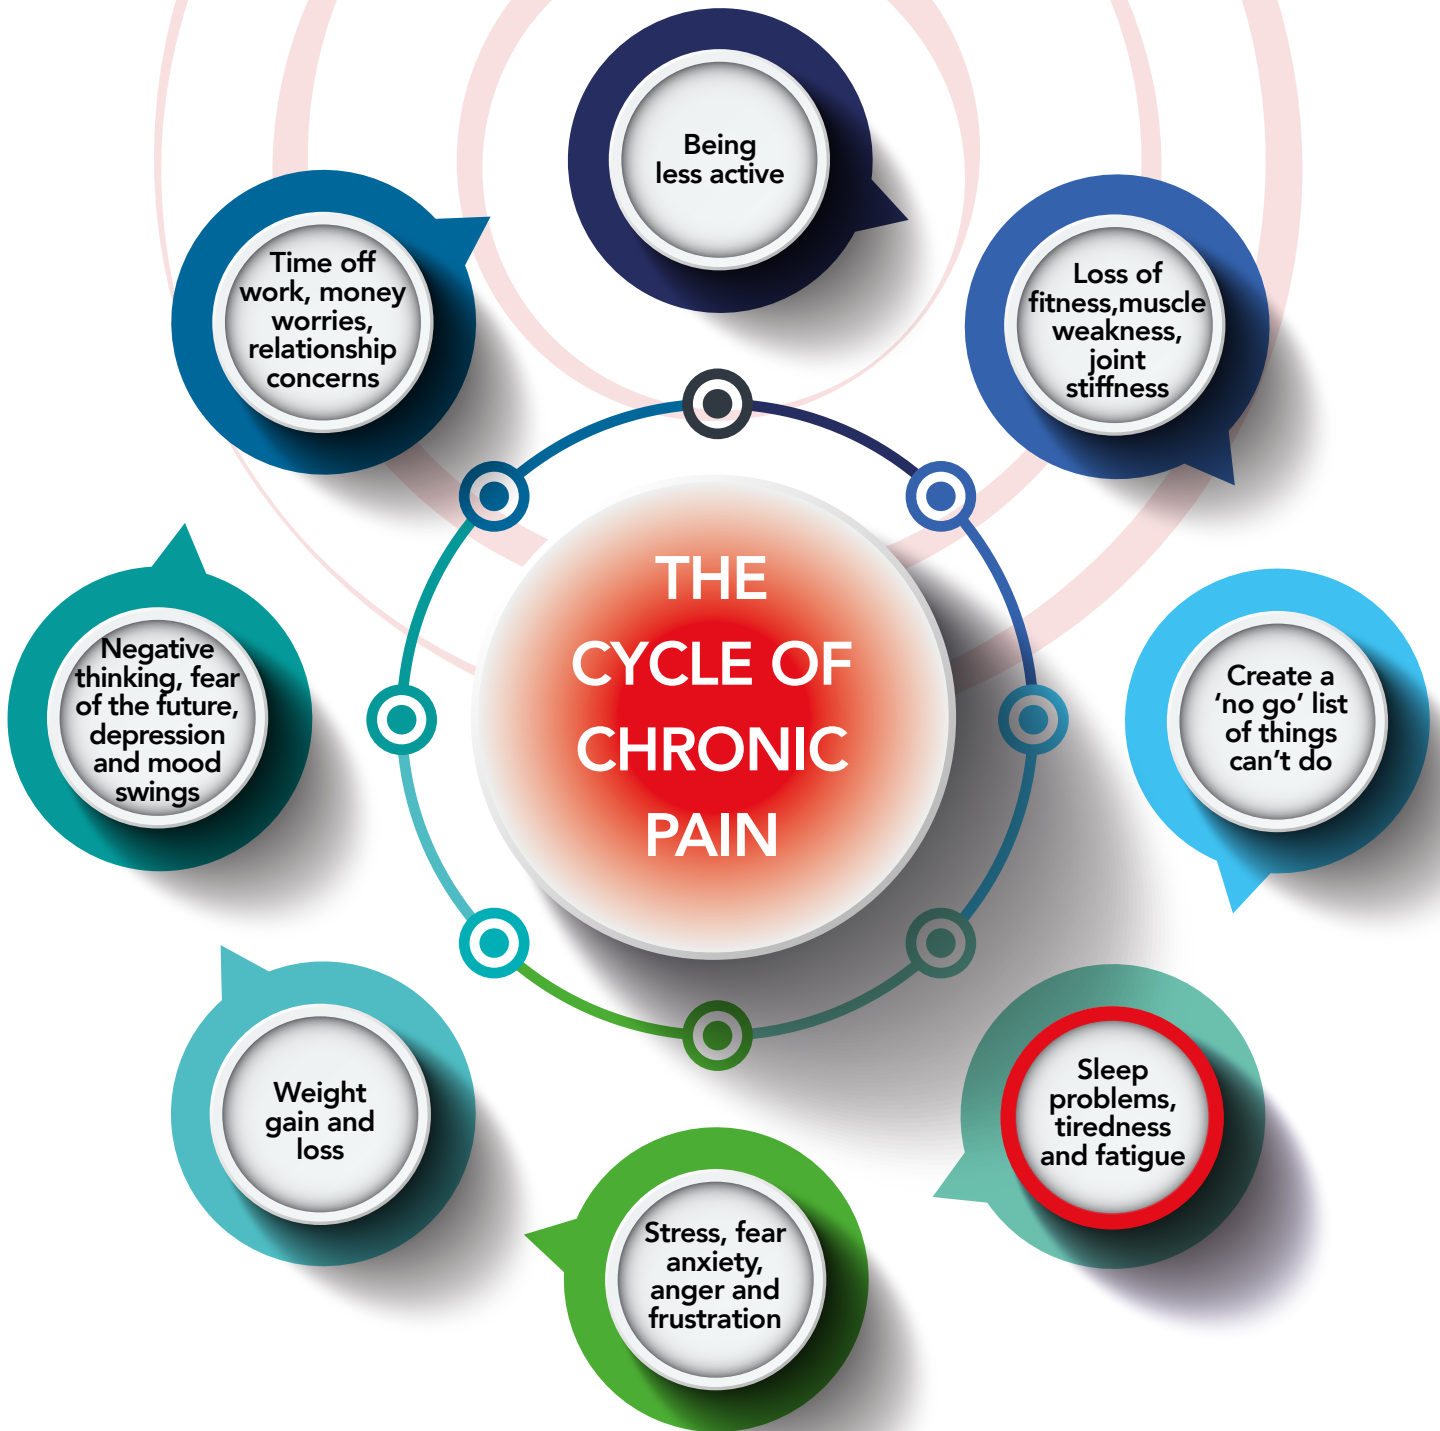 Being
less active
Loss of
fitness,muscle
weakness,
joint
stiffness
Create a
‘no go’ list
of things
can’t do
Sleep
problems,
tiredness
and fatigue
Stress, fear
anxiety,
anger and
frustration
Weight
gain and
loss
Negative
thinking, fear
of the future,
depression
and mood
swings
Time off
work, money
worries,
relationship
concerns
THE
CYCLE OF
CHRONIC
PAIN